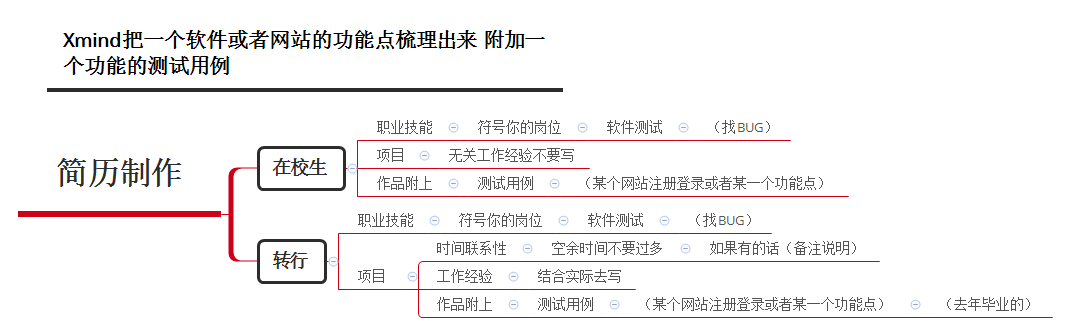 Xmind把一个软件或者网站的功能点梳理出来 附加一
个功能的测试用例
简历制作
在校生
职业技能 符号你的岗位 软件测试 （找BUG）
项目 无关工作经验不要写
作品附上 测试用例 （某个网站注册登录或者某一个功能点）
转行
职业技能 符号你的岗位 软件测试 （找BUG）
项目
时间联系性 空余时间不要过多 如果有的话（备注说明）
工作经验 结合实际去写
作品附上 测试用例 （某个网站注册登录或者某一个功能点） （去年毕业的）